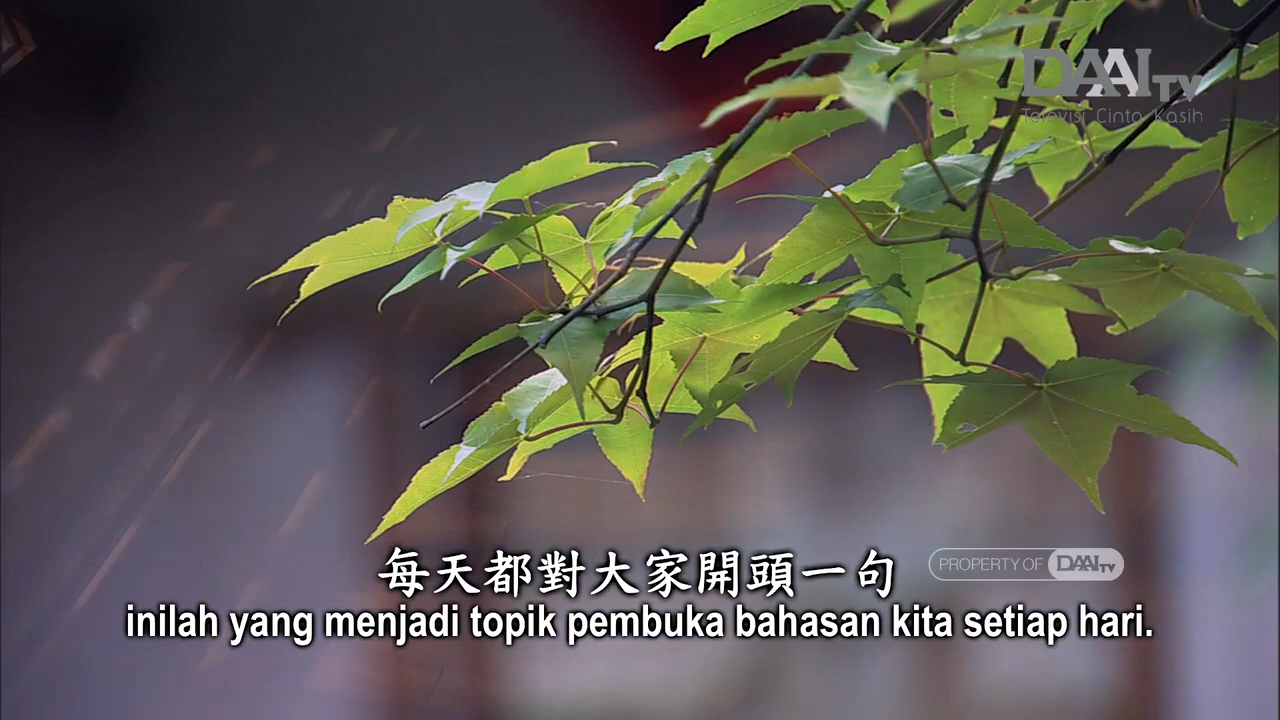 DAAI TV
Televisi Cinta Kasih
每天都對大家開頭一句
PROPERTY OF DAAI TV
inilah yang menjadi topik pembuka bahasan kita setiap hari.